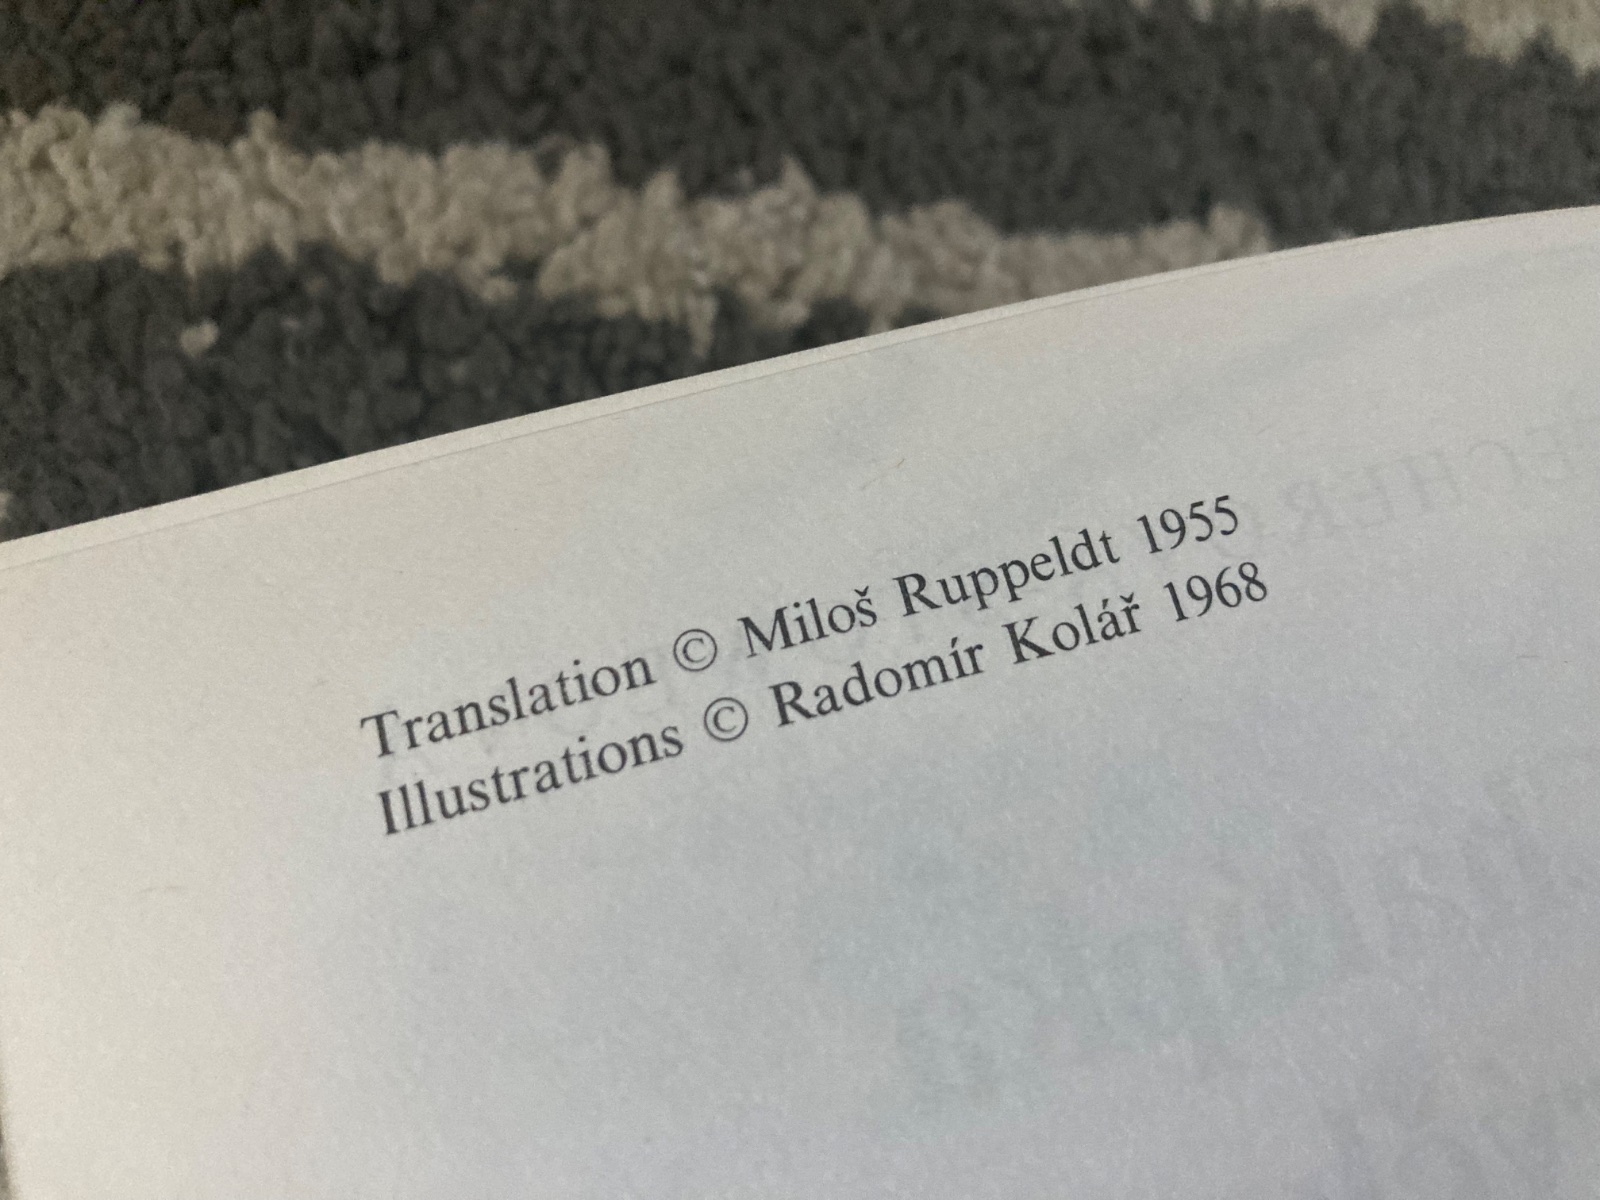 Translation © Miloš Ruppeldt 1955
Illustrations © Radomír Kolář 1968